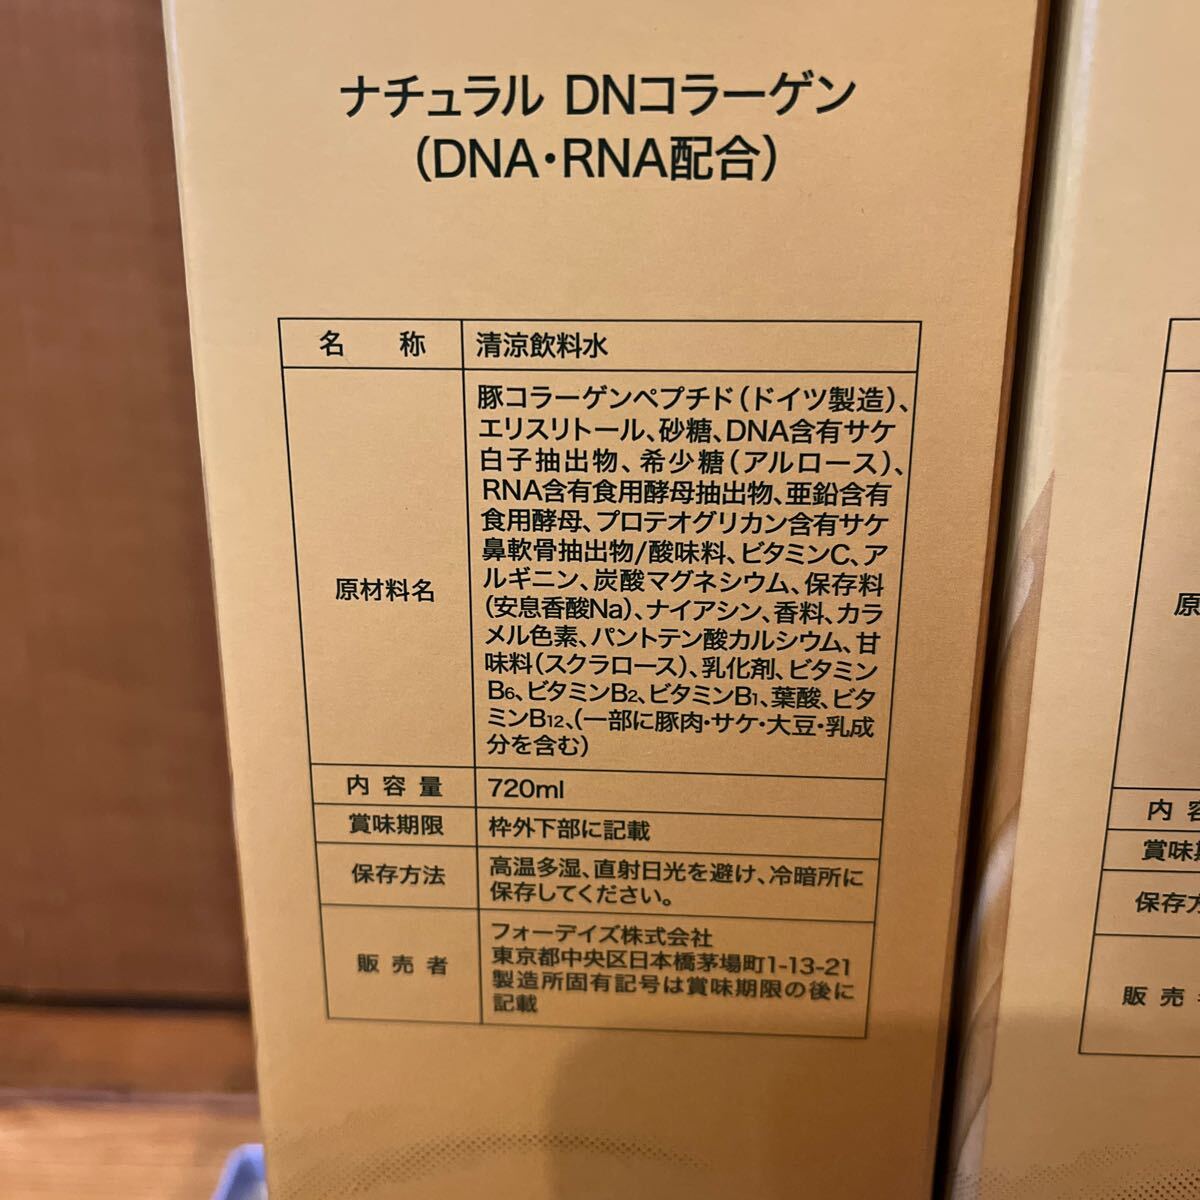 ナチュラル DNコラーゲン
(DNA・RNA配合)
名 称 清涼飲料水
原材料名
豚コラーゲンペプチド(ドイツ製造)、
エリスリトール、砂糖、DNA含有サケ
白子抽出物、希少糖(アルロース)、
RNA含有食用酵母抽出物、亜鉛含有
食用酵母、プロテオグリカン含有サケ
鼻軟骨抽出物/酸味料、ビタミンC、ア
ルギニン、炭酸マグネシウム、保存料
(安息香酸Na)、ナイアシン、香料、カラ
メル色素、パントテン酸カルシウム、甘
味料(スクラロース)、乳化剤、ビタミン
B6、ビタミンB2、ビタミンB1、葉酸、ビタ
ミンB12、(一部に豚肉・サケ・大豆・乳成
分を含む)
内容量 720ml
賞味期限 枠外下部に記載
保存方法
高温多湿、直射日光を避け、冷暗所に
保存してください。
販売者
フォーデイズ株式会社
東京都中央区日本橋茅場町1-13-21
製造所固有記号は賞味期限の後に
記載
原
内
賞味
保存
販売